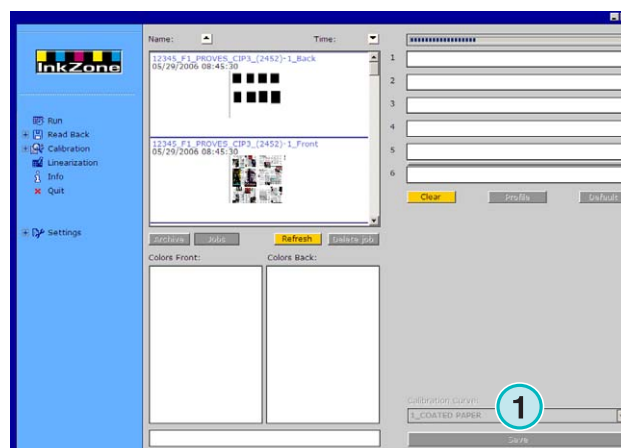 InkZone
Run
Read Back
Calibration
Linearization
Info
Quit
Settings
Name:
Time:
12345_F1_PROVES_CIP3_(2452)-1_Back
05/29/2006 08:45:30
12345_F1_PROVES_CIP3_(2452)-1_Front
05/29/2006 08:45:30
Archive
Jobs
Refresh
Delete job
Colors Front:
Colors Back:
1
2
3
4
5
6
Clear
Profile
Default
Calibration Curve:
1_COATED PAPER
1
Save